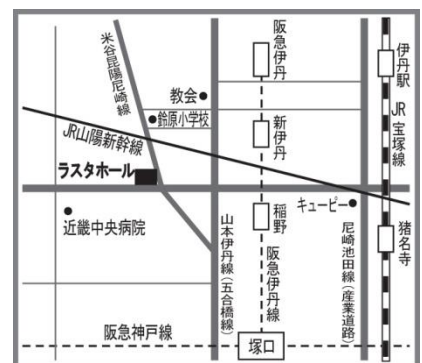 米谷昆陽尼崎線
阪急伊丹
伊丹駅
教会
鈴原小学校
新伊丹
JR宝塚線
JR山陽新幹線
ラスタホール
キューピー
稲野
近畿中央病院
山本伊丹線(五合橋線)
阪急伊丹線
尼崎池田線(産業道路)
猪名寺
阪急神戸線
塚口